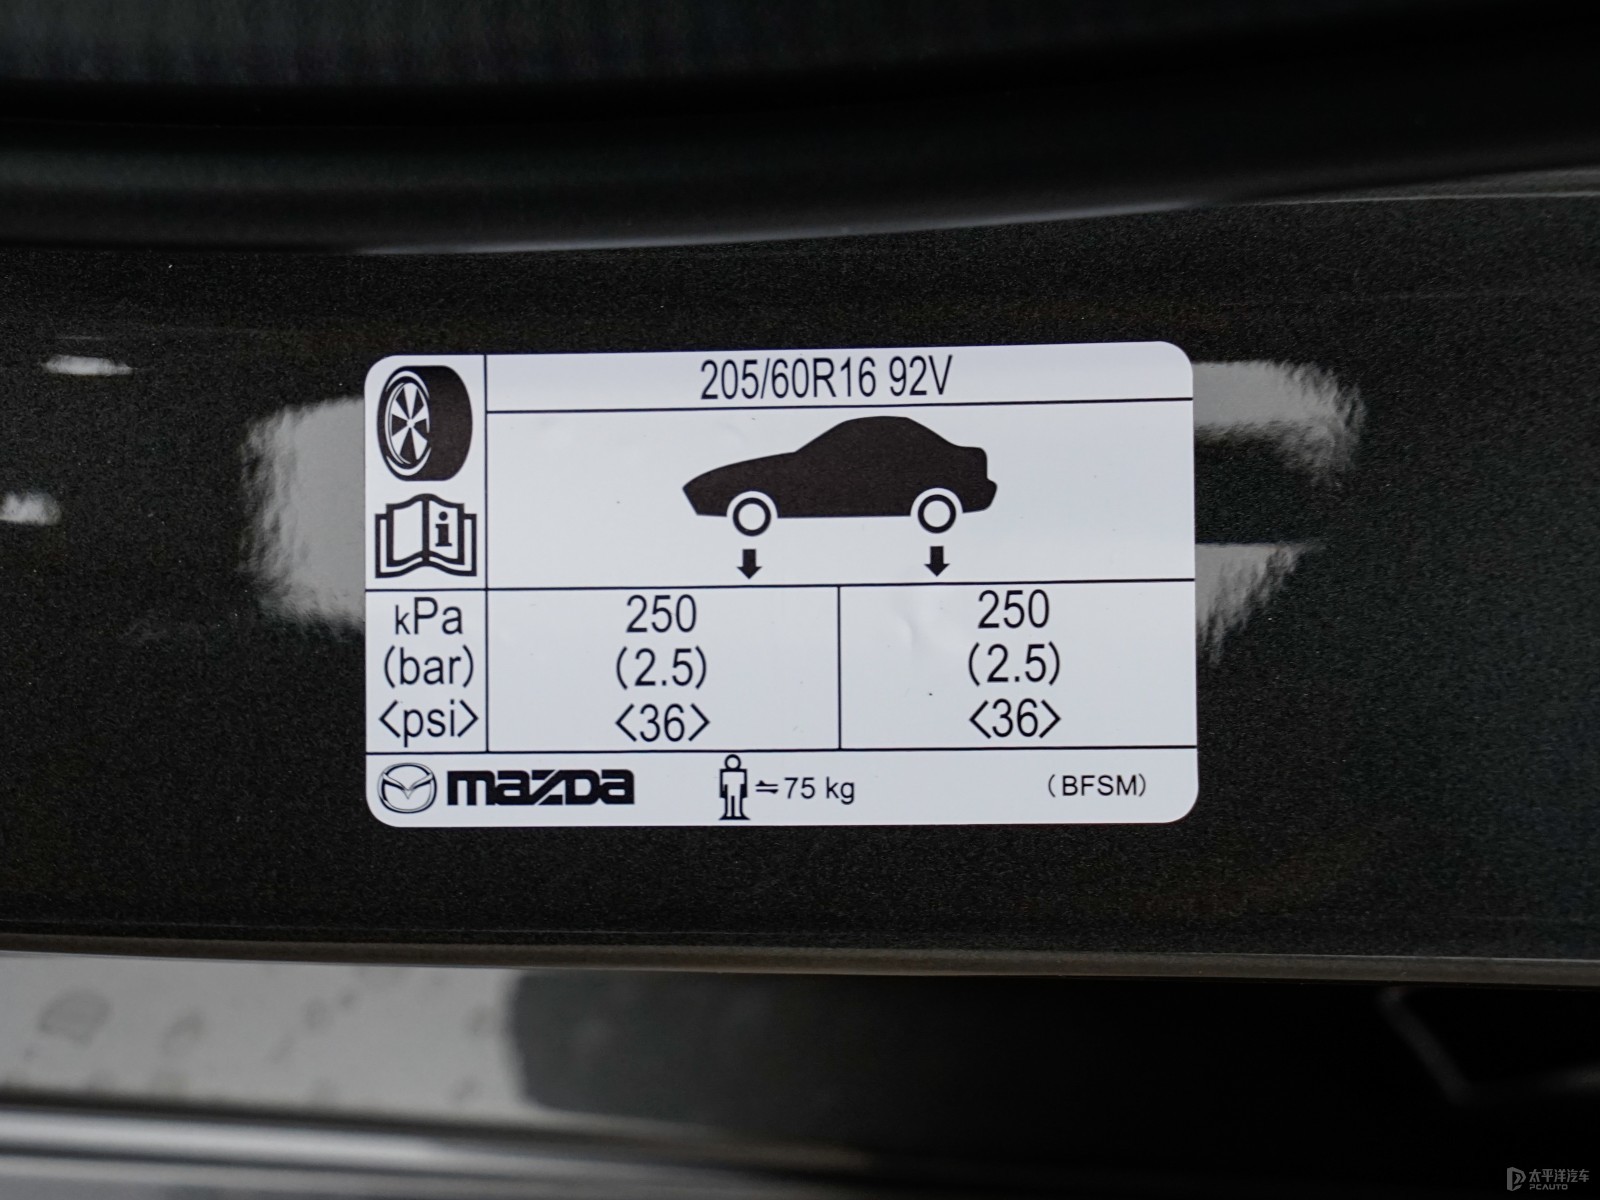 205/60R16 92V
i
kPa 250 250
(bar) (2.5) (2.5)
<psi> <36> <36>
mazda ≒75 kg (BFSM)
太平洋汽车
PCAUTO